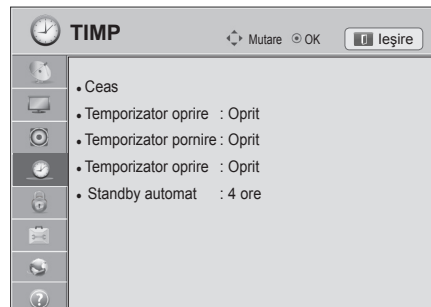 TIMP
Mutare OK Ieşire
Ceas
Temporizator oprire : Oprit
Temporizator pornire : Oprit
Temporizator oprire : Oprit
Standby automat : 4 ore